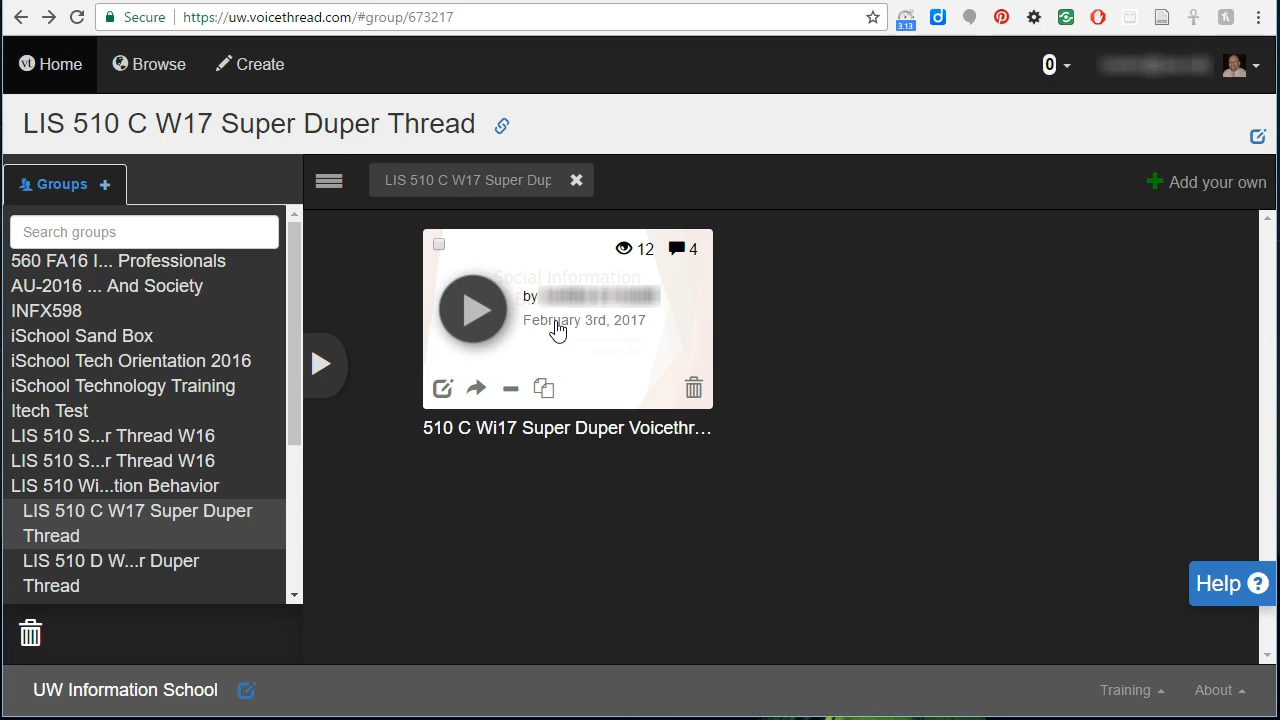 Secure
https://uw.voicethread.com/#group/673217
3.13
Home
Browse
Create
0
LIS 510 C W17 Super Duper Thread
Groups +
LIS 510 C W17 Super Dup
Add your own
Search groups
560 FA16 I... Professionals
AU-2016 ... And Society
INFX598
iSchool Sand Box
iSchool Tech Orientation 2016
iSchool Technology Training
Itech Test
LIS 510 S...r Thread W16
LIS 510 S...r Thread W16
LIS 510 Wi...tion Behavior
LIS 510 C W17 Super Duper
Thread
LIS 510 D W...r Duper
Thread
12
4
Social Information
by
February 3rd, 2017
510 C Wi17 Super Duper Voicethr...
Help ?
UW Information School
Training
About